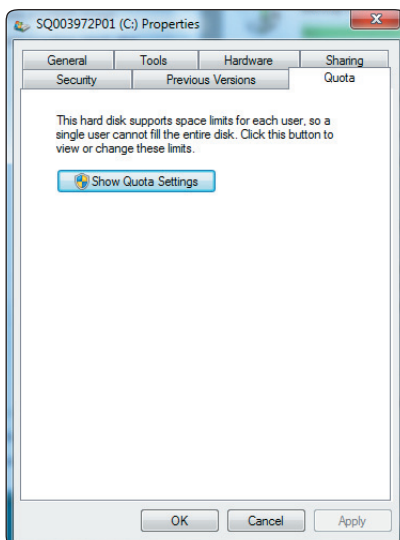 SQ003972P01 (C:) Properties
General Tools Hardware Sharing
Security Previous Versions Quota
This hard disk supports space limits for each user, so a
single user cannot fill the entire disk. Click this button to
view or change these limits.
Show Quota Settings
OK Cancel Apply